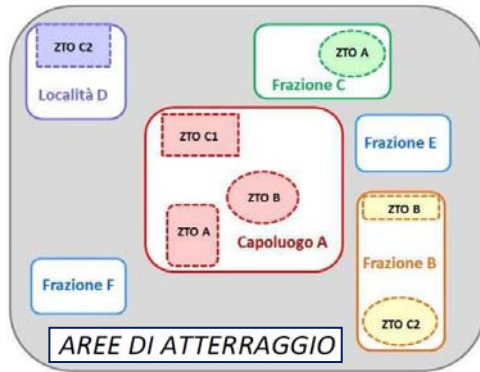 ZTO C2
Località D
ZTO A
Frazione C
ZTO C1
ZTO B
ZTO A
Capoluogo A
Frazione E
ZTO B
Frazione B
ZTO C2
Frazione F
AREE DI ATTERRAGGIO